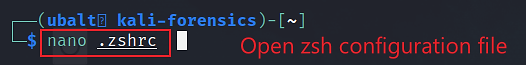 (ubalt㉿ kali-forensics)-[~]
$ nano .zshrc
Open zsh configuration file